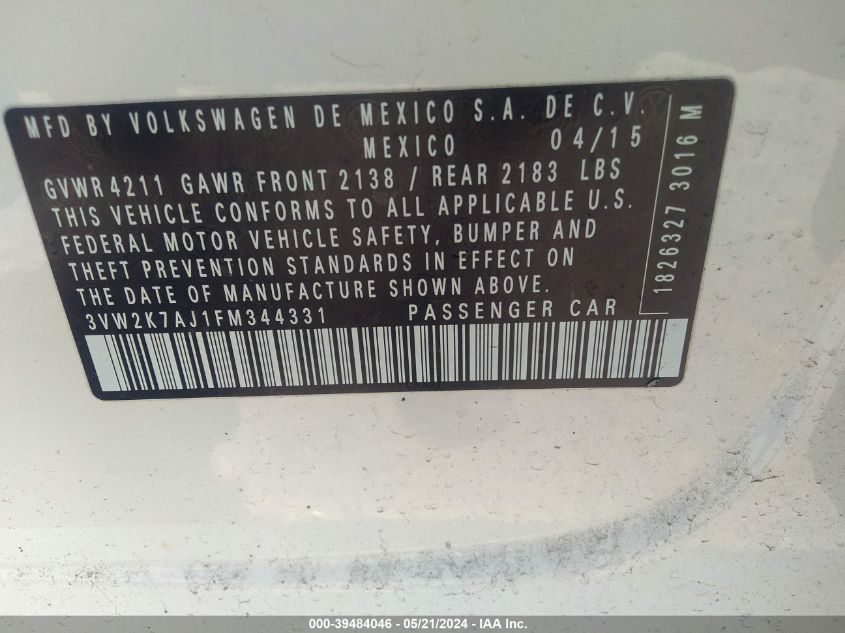 MFD BY VOLKSWAGEN DE MEXICO S.A. DE C.V.
MEXICO 04/15
GVWR 4211 GAWR FRONT 2138 / REAR 2183 LBS
THIS VEHICLE CONFORMS TO ALL APPLICABLE U.S.
FEDERAL MOTOR VEHICLE SAFETY, BUMPER AND
THEFT PREVENTION STANDARDS IN EFFECT ON
THE DATE OF MANUFACTURE SHOWN ABOVE.
3VW2K7AJ1FM344331 PASSENGER CAR
1826327 3016 M
000-39484046 - 05/21/2024 - IAA Inc.